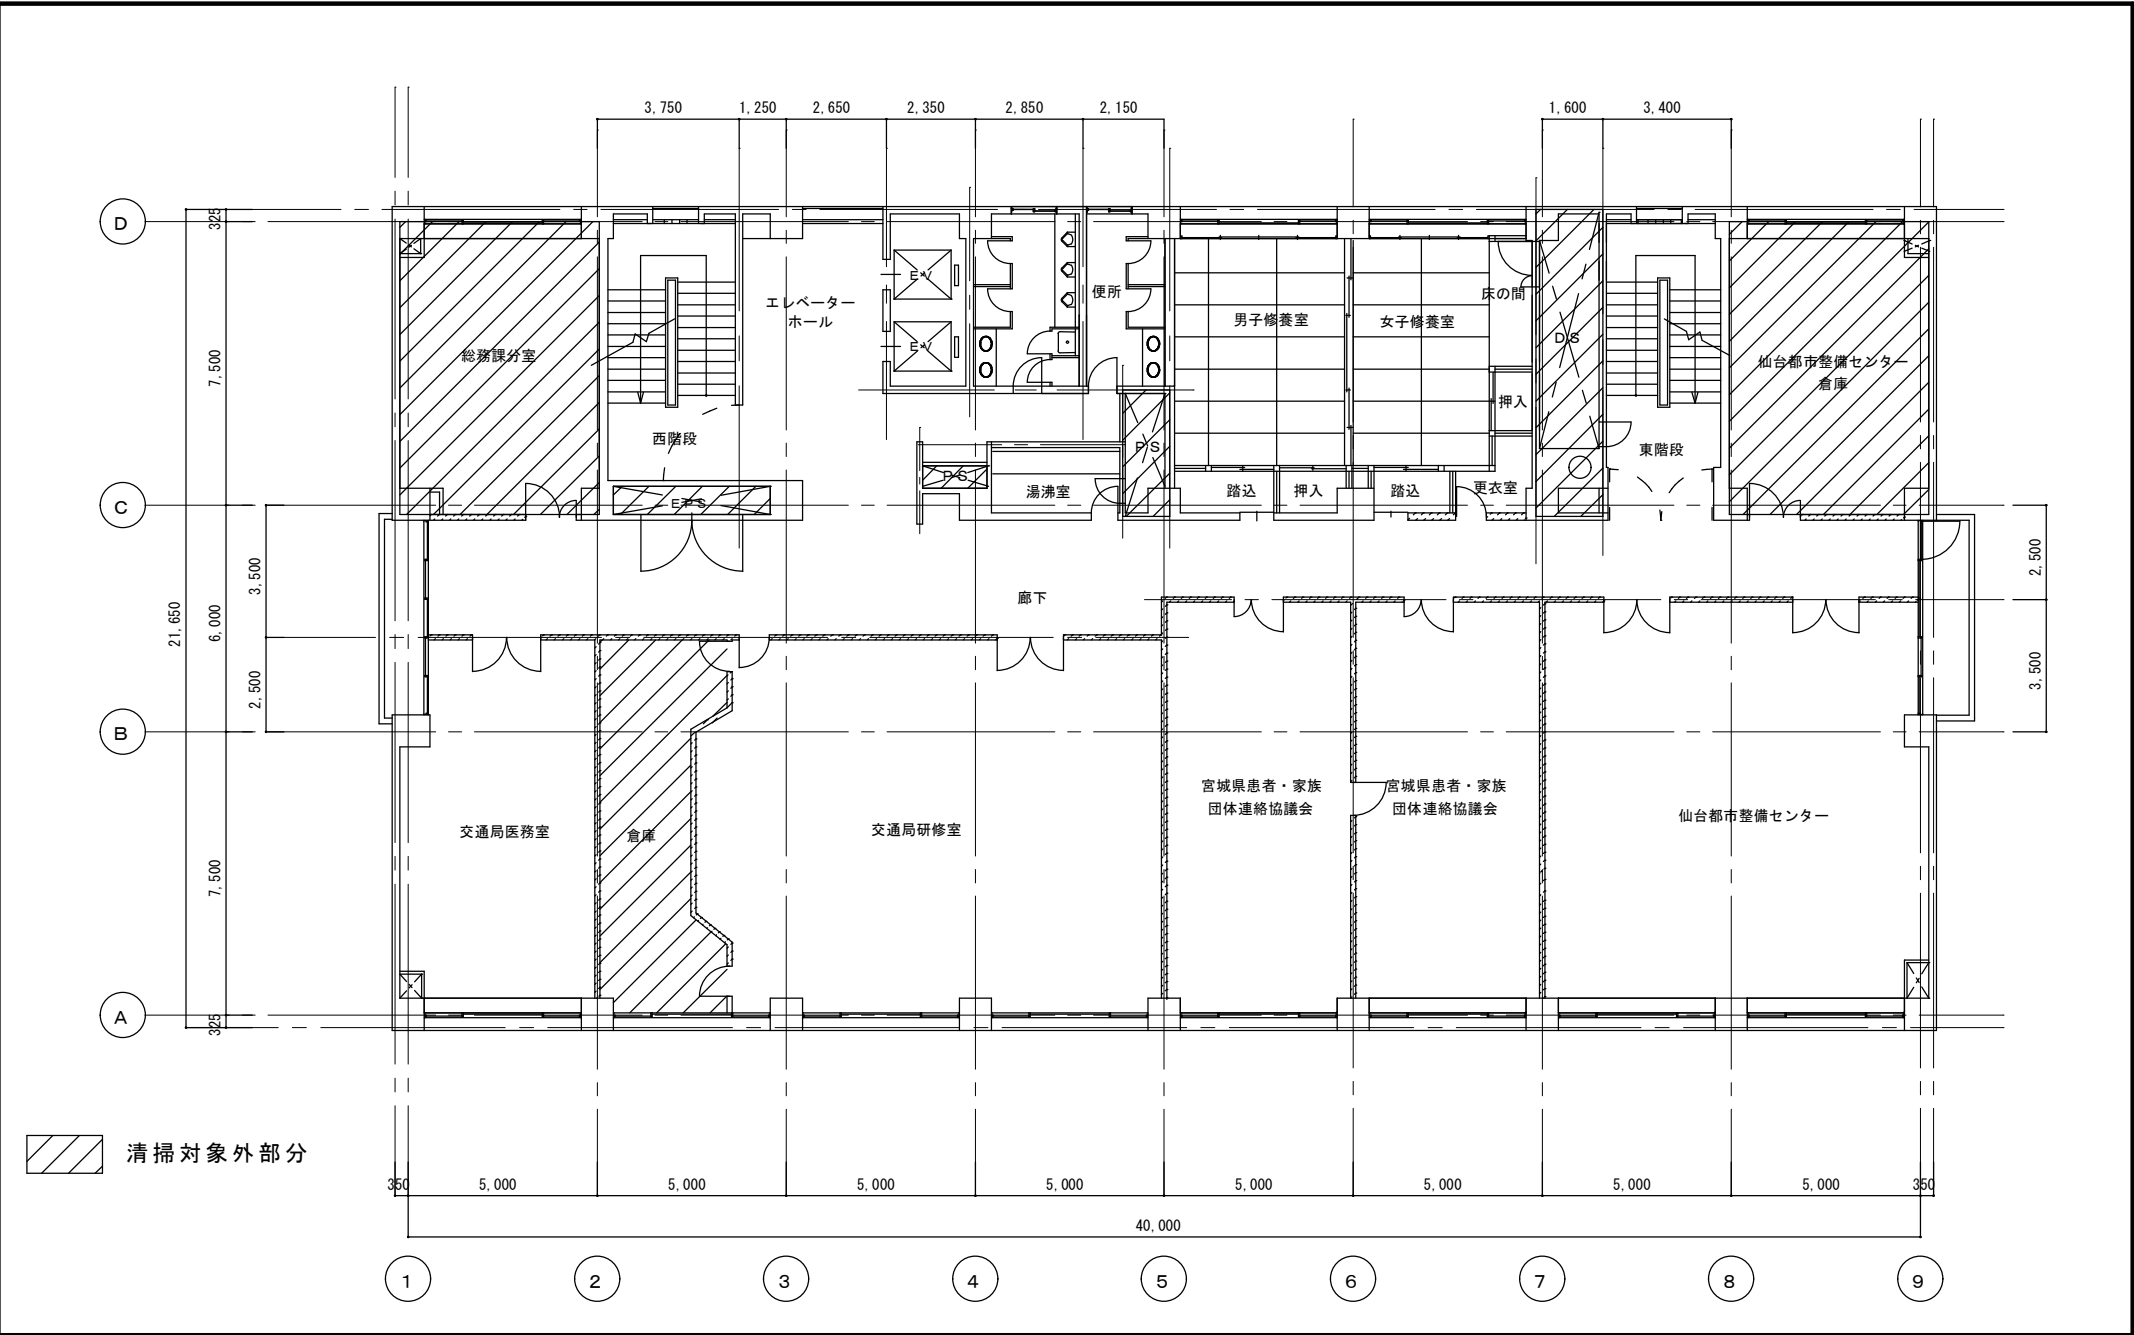 3,750 1,250 2,650 2,350 2,850 2,150 1,600 3,400
D
325
7,500
C
3,500
6,000
21,650
2,500
B
7,500
A
325
2,500
3,500
総務課分室
西階段
エレベーター
ホール
EV
EV
便所
男子修養室
女子修養室
床の間
押入
DS
東階段
仙台都市整備センター
倉庫
EPS
PS
湯沸室
PS
踏込
押入
踏込
更衣室
廊下
交通局医務室
倉庫
交通局研修室
宮城県患者・家族
団体連絡協議会
宮城県患者・家族
団体連絡協議会
仙台都市整備センター
清掃対象外部分
350 5,000 5,000 5,000 5,000 5,000 5,000 5,000 5,000 350
40,000
1 2 3 4 5 6 7 8 9